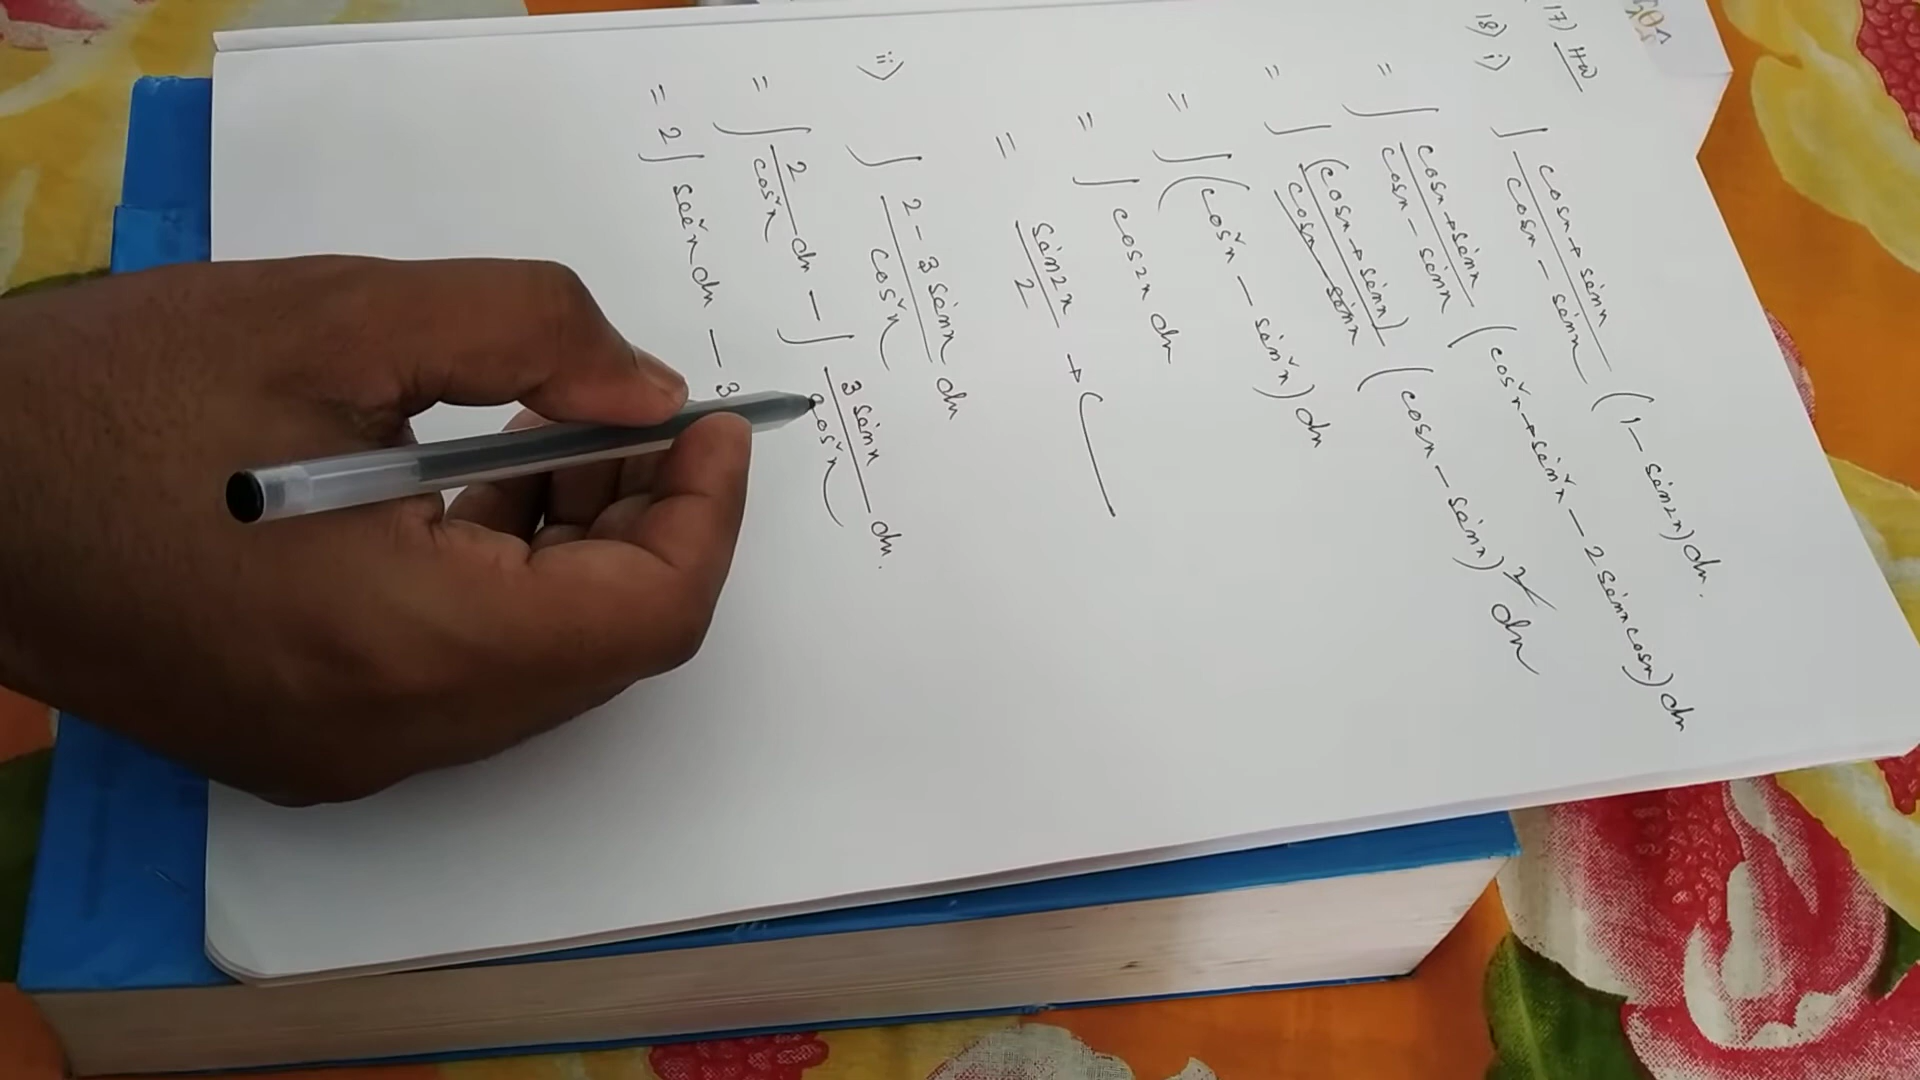 17) HW
18) i) ∫ (cosx + sinx)/(cosx - sinx) (1 - sin2x) dx.
= ∫ (cosx + sinx)/(cosx - sinx) (cos²x + sin²x - 2 sinx cosx) dx
= ∫ (cosx + sinx)/(cosx - sinx) (cosx - sinx)² dx
= ∫ (cos²x - sin²x) dx
= ∫ cos2x dx
= sin2x/2 + C
ii) ∫ (2 - 3 sinx)/cos²x dx
= ∫ 2/cos²x dx - ∫ 3 sinx/cos²x dx.
= 2 ∫ sec²x dx - 3